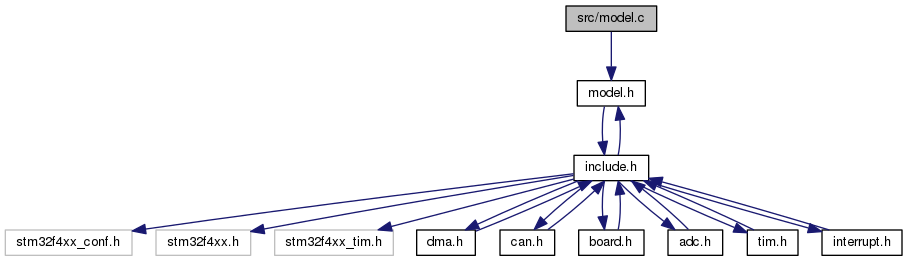 src/model.c
model.h
include.h
stm32f4xx_conf.h
stm32f4xx.h
stm32f4xx_tim.h
dma.h
can.h
board.h
adc.h
tim.h
interrupt.h